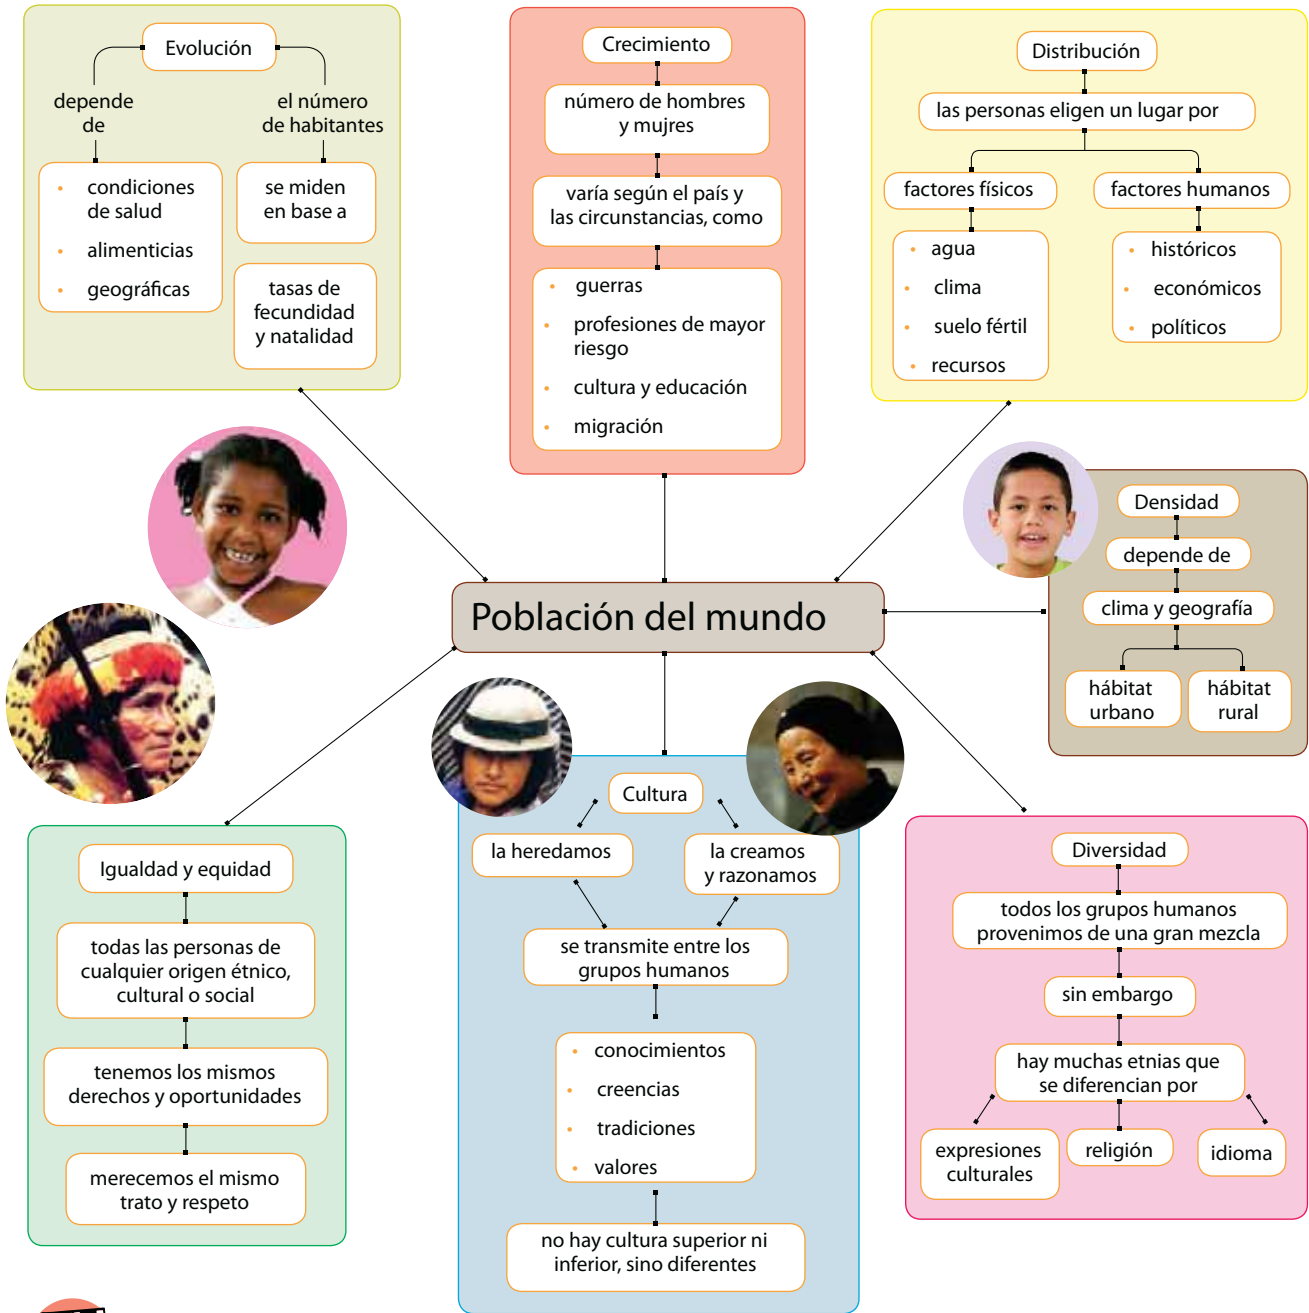 Evolución
depende
de
el número
de habitantes
• condiciones
de salud
• alimenticias
• geográficas
se miden
en base a
tasas de
fecundidad
y natalidad
Crecimiento
número de hombres
y mujres
varía según el país y
las circunstancias, como
• guerras
• profesiones de mayor
riesgo
• cultura y educación
• migración
Distribución
las personas eligen un lugar por
factores físicos
• agua
• clima
• suelo fértil
• recursos
factores humanos
• históricos
• económicos
• políticos
Densidad
depende de
clima y geografía
hábitat
urbano
hábitat
rural
Población del mundo
Igualdad y equidad
todas las personas de
cualquier origen étnico,
cultural o social
tenemos los mismos
derechos y oportunidades
merecemos el mismo
trato y respeto
Cultura
la heredamos
la creamos
y razonamos
se transmite entre los
grupos humanos
• conocimientos
• creencias
• tradiciones
• valores
no hay cultura superior ni
inferior, sino diferentes
Diversidad
todos los grupos humanos
provenimos de una gran mezcla
sin embargo
hay muchas etnias que
se diferencian por
expresiones
culturales
religión
idioma